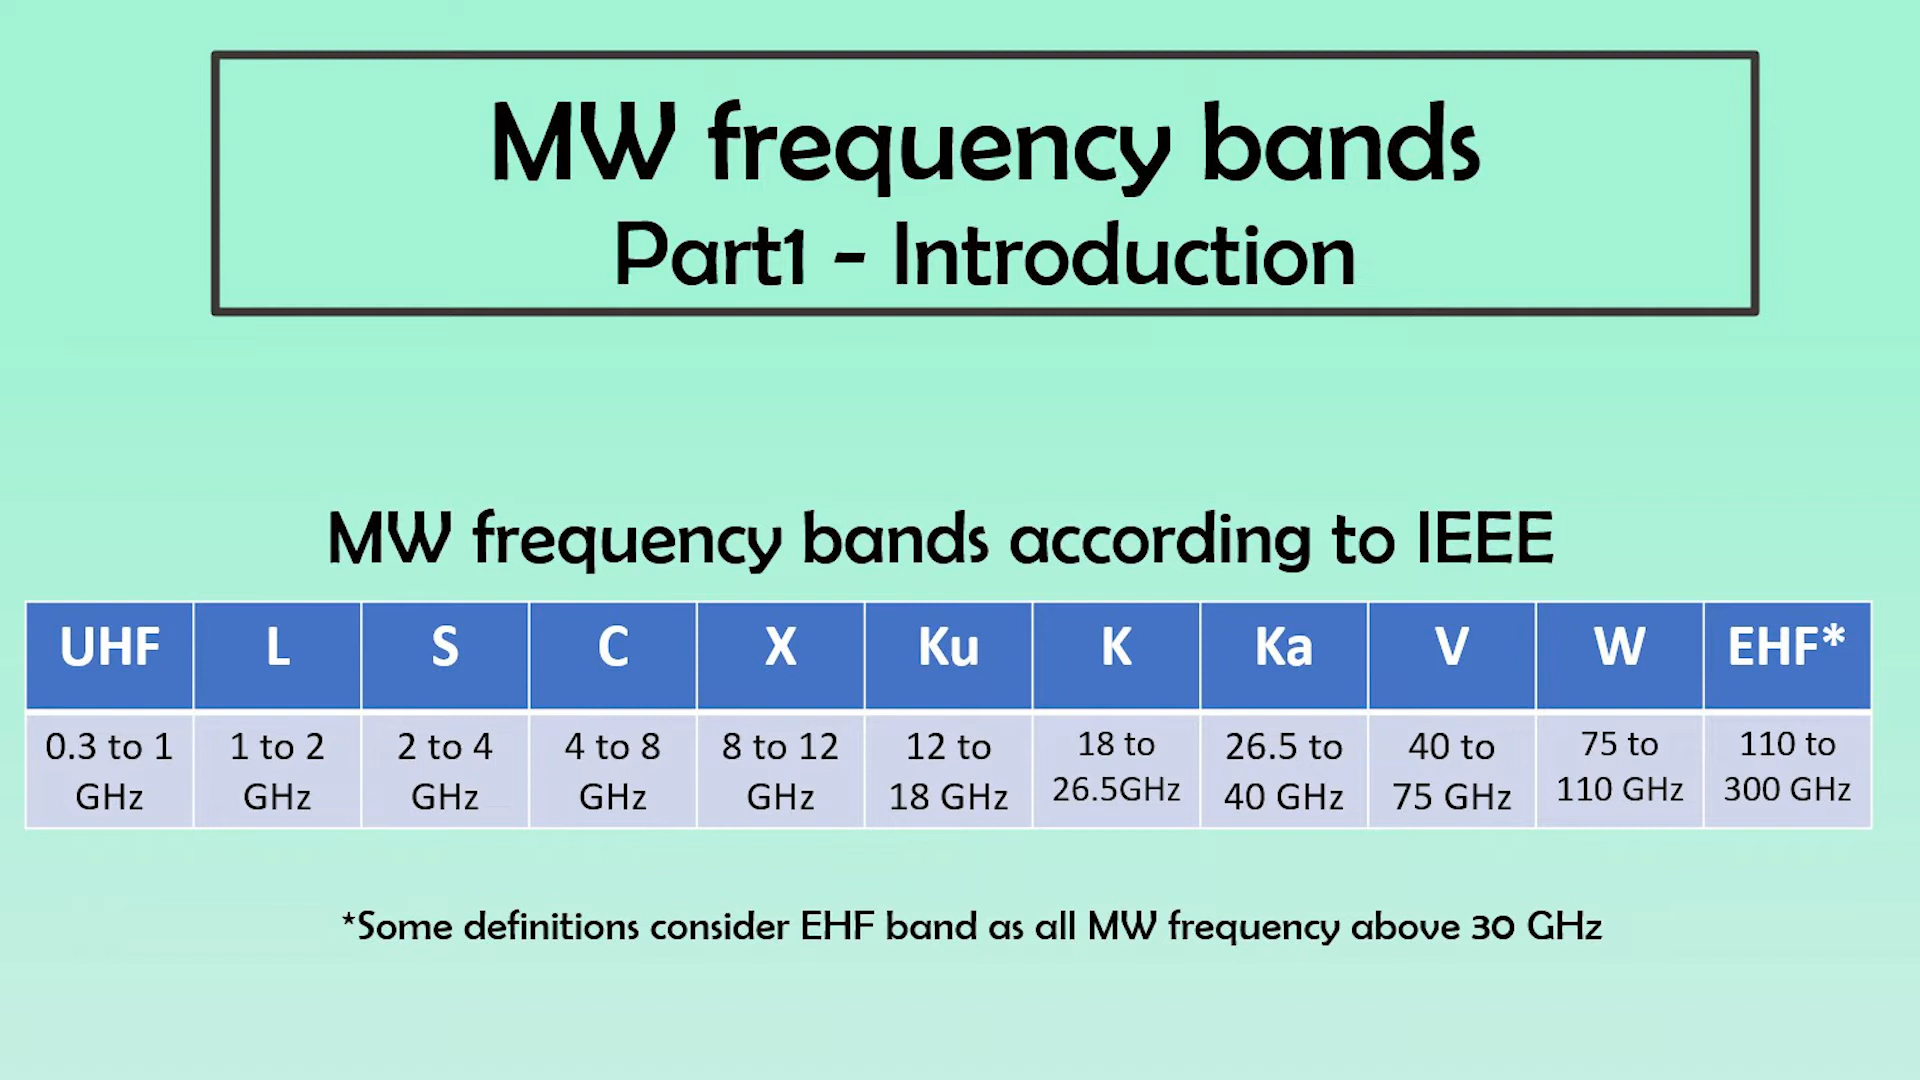 MW frequency bands
Part1 - Introduction
MW frequency bands according to IEEE
UHF L S C X Ku K Ka V W EHF*
0.3 to 1 GHz
1 to 2 GHz
2 to 4 GHz
4 to 8 GHz
8 to 12 GHz
12 to 18 GHz
18 to 26.5GHz
26.5 to 40 GHz
40 to 75 GHz
75 to 110 GHz
110 to 300 GHz
*Some definitions consider EHF band as all MW frequency above 30 GHz